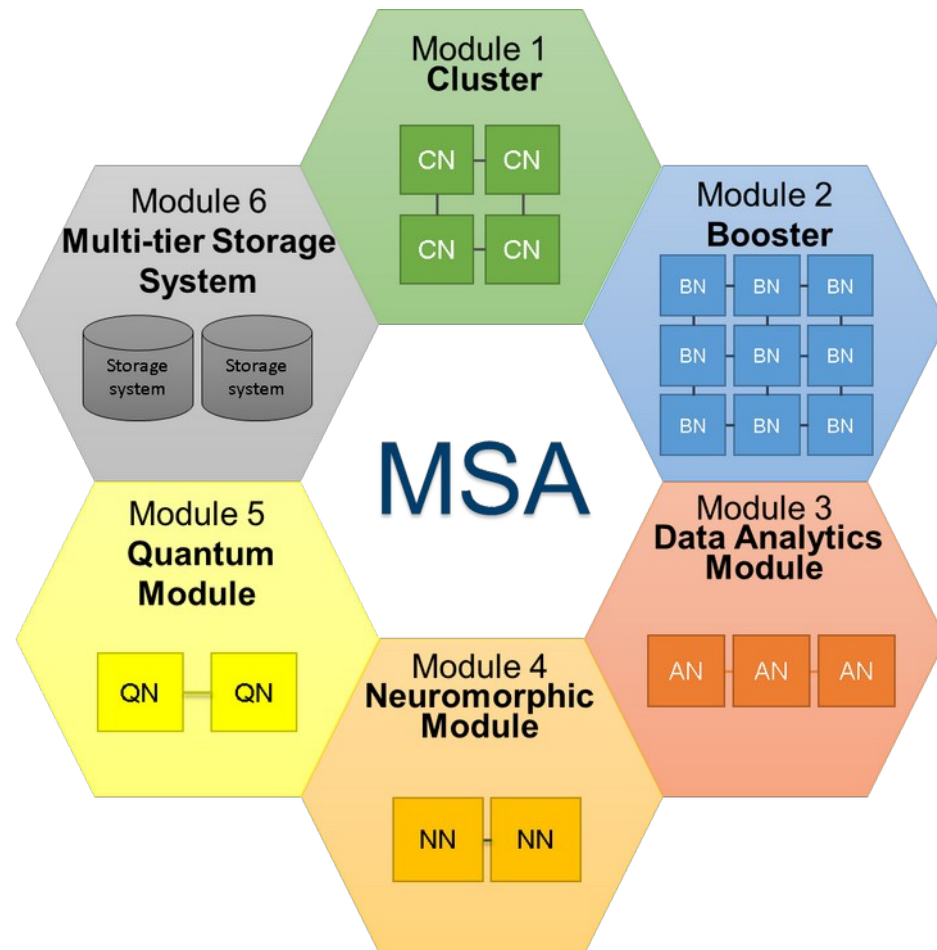 Module 1
Cluster
CN CN
CN CN
Module 2
Booster
BN BN BN
BN BN BN
BN BN BN
Module 3
Data Analytics
Module
AN AN AN
Module 4
Neuromorphic
Module
NN NN
Module 5
Quantum
Module
QN QN
Module 6
Multi-tier Storage
System
Storage Storage
system system
MSA